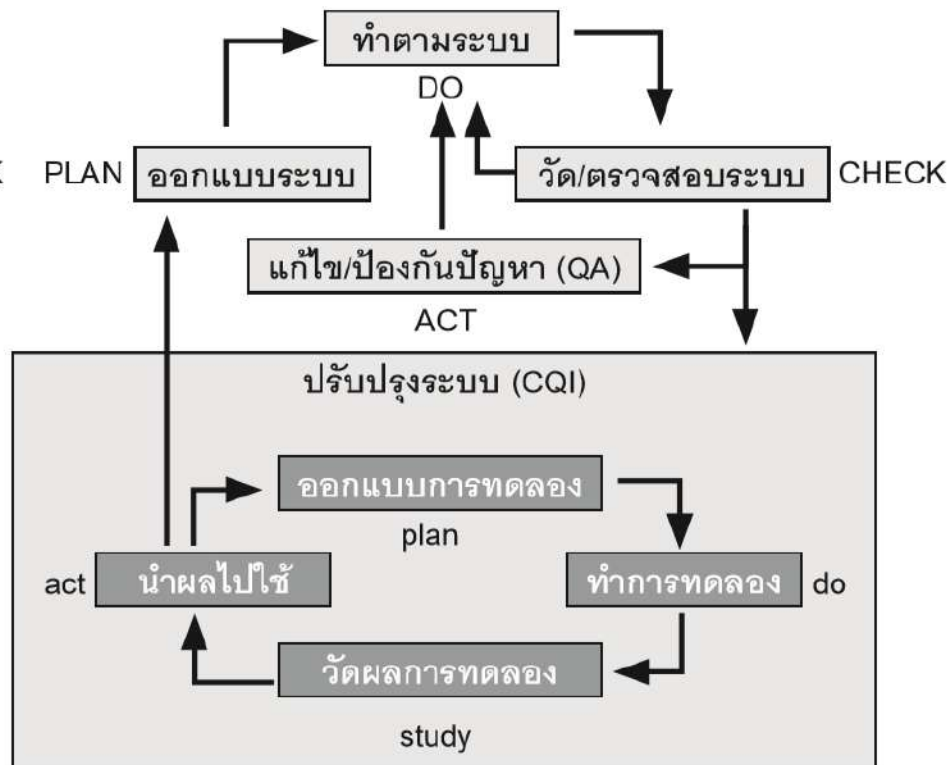 ทำตามระบบ
DO
PLAN ออกแบบระบบ วัด/ตรวจสอบระบบ CHECK
แก้ไข/ป้องกันปัญหา (QA)
ACT
ปรับปรุงระบบ (CQI)
ออกแบบการทดลอง
plan
act นำผลไปใช้ ทำการทดลอง do
วัดผลการทดลอง
study